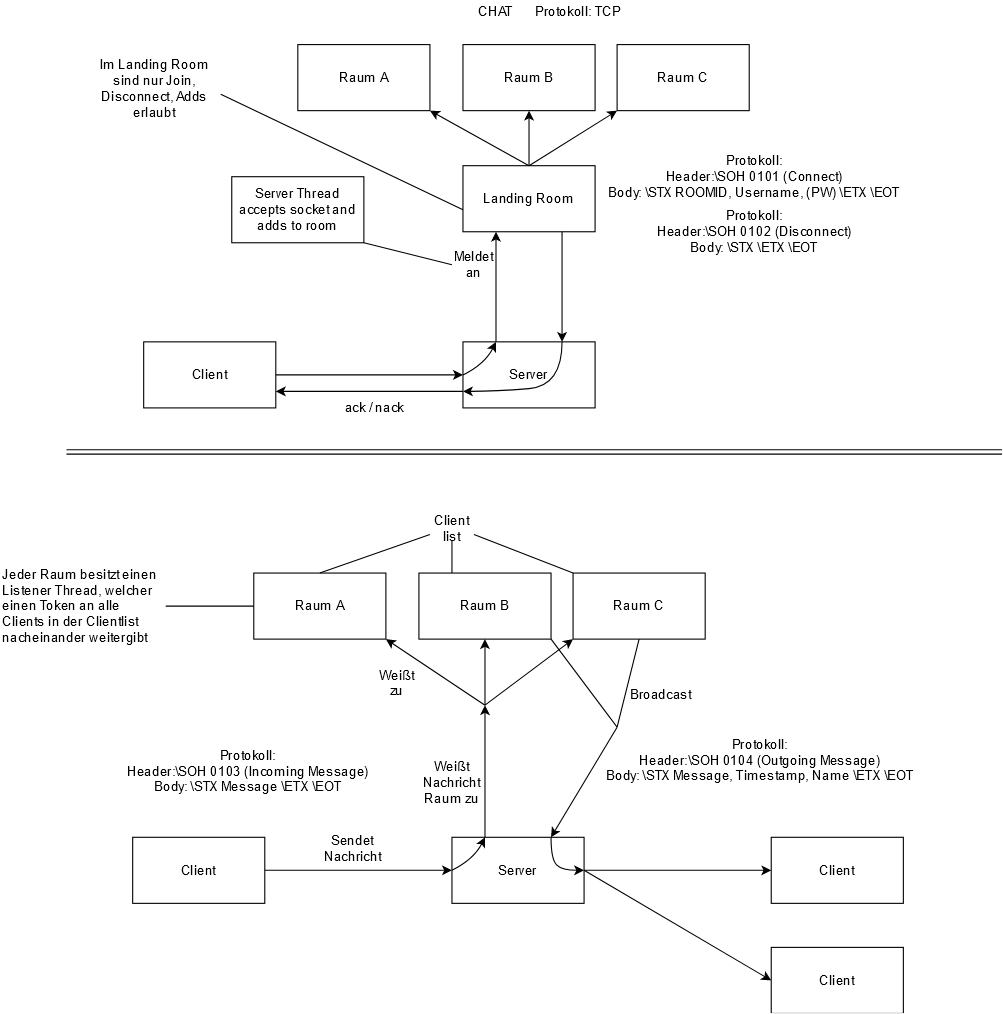 CHAT Protokoll: TCP
Im Landing Room
sind nur Join,
Disconnect, Adds
erlaubt
Raum A
Raum B
Raum C
Protokoll:
Header:\SOH 0101 (Connect)
Body: \STX ROOMID, Username, (PW) \ETX \EOT
Protokoll:
Header:\SOH 0102 (Disconnect)
Body: \STX \ETX \EOT
Landing Room
Server Thread
accepts socket and
adds to room
Meldet
an
Client
Server
ack / nack
Client
list
Jeder Raum besitzt einen
Listener Thread, welcher
einen Token an alle
Clients in der Clientlist
nacheinander weitergibt
Raum A
Raum B
Raum C
Weißt
zu
Broadcast
Protokoll:
Header:\SOH 0103 (Incoming Message)
Body: \STX Message \ETX \EOT
Weißt
Nachricht
Raum zu
Protokoll:
Header:\SOH 0104 (Outgoing Message)
Body: \STX Message, Timestamp, Name \ETX \EOT
Client
Sendet
Nachricht
Server
Client
Client